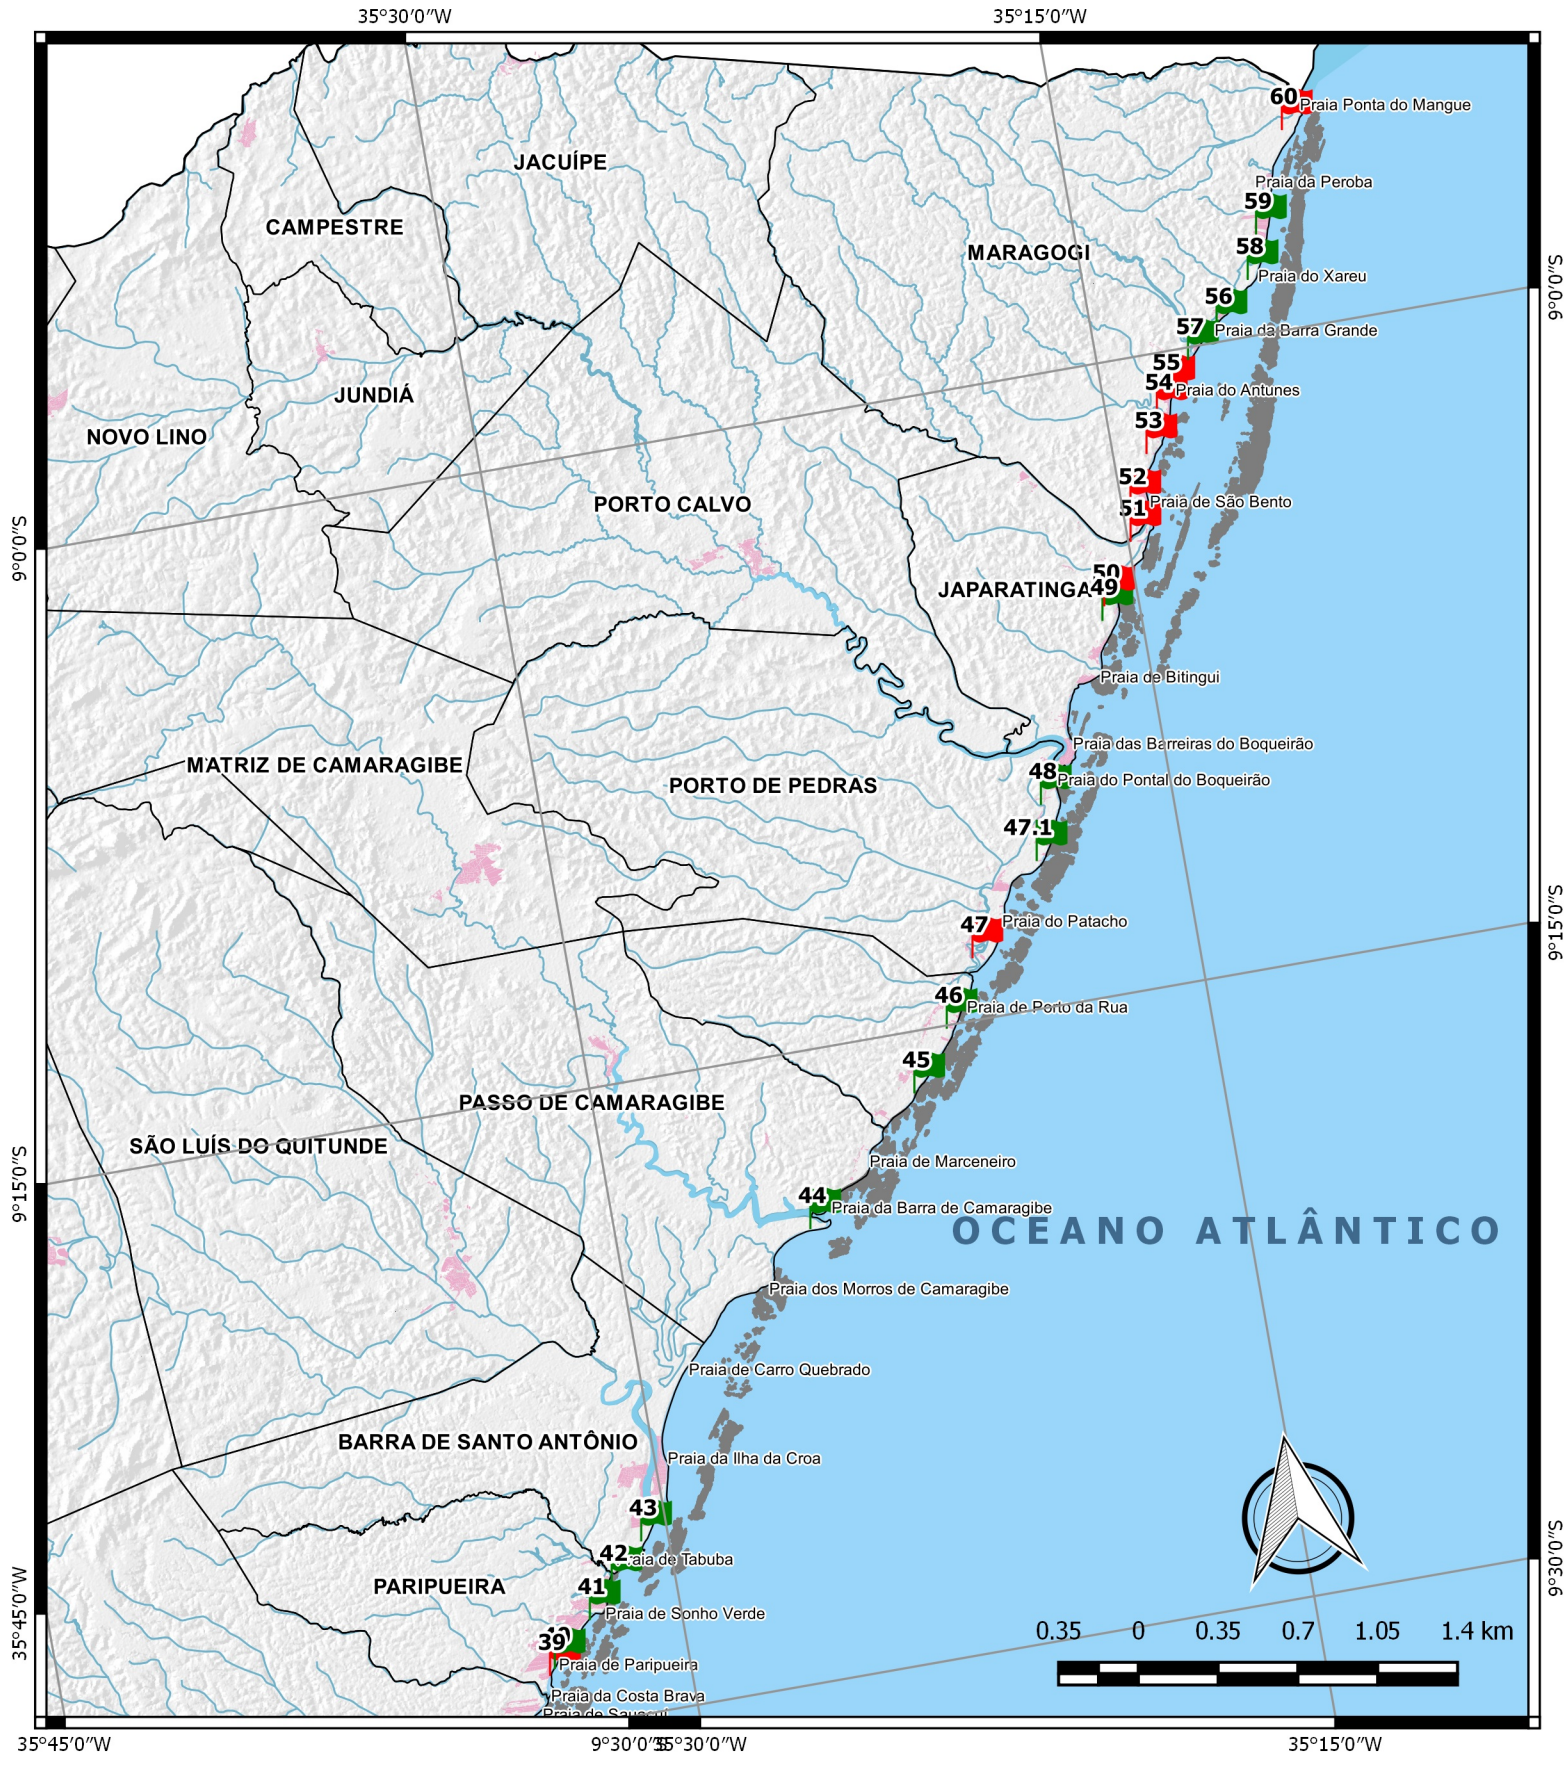 35°30′0″W 35°15′0″W
60 Praia Ponta do Mangue
JACUÍPE
Praia da Peroba
59
CAMPESTRE
58
MARAGOGI
Praia do Xareu
56
9°0′0″S
57 Praia da Barra Grande
55
54 Praia do Antunes
JUNDIÁ
53
NOVO LINO
52
PORTO CALVO
51 Praia de São Bento
9°0′0″S
50
JAPARATINGA 49
Praia de Bitingui
Praia das Barreiras do Boqueirão
MATRIZ DE CAMARAGIBE
48 Praia do Pontal do Boqueirão
PORTO DE PEDRAS
47.1
47 Praia do Patacho
9°15′0″S
46 Praia de Porto da Rua
45
PASSO DE CAMARAGIBE
SÃO LUÍS DO QUITUNDE
Praia de Marceneiro
9°15′0″S
44 Praia da Barra de Camaragibe
OCEANO ATLÂNTICO
Praia dos Morros de Camaragibe
Praia de Carro Quebrado
BARRA DE SANTO ANTÔNIO
Praia da Ilha da Croa
43
42 Praia de Tabuba
9°30′0″S
PARIPUEIRA
41
Praia de Sonho Verde
35°45′0″W
0.35 0 0.35 0.7 1.05 1.4 km
40
39
Praia de Paripueira
Praia da Costa Brava
35°45′0″W 9°30′0″S 35°30′0″W 35°15′0″W